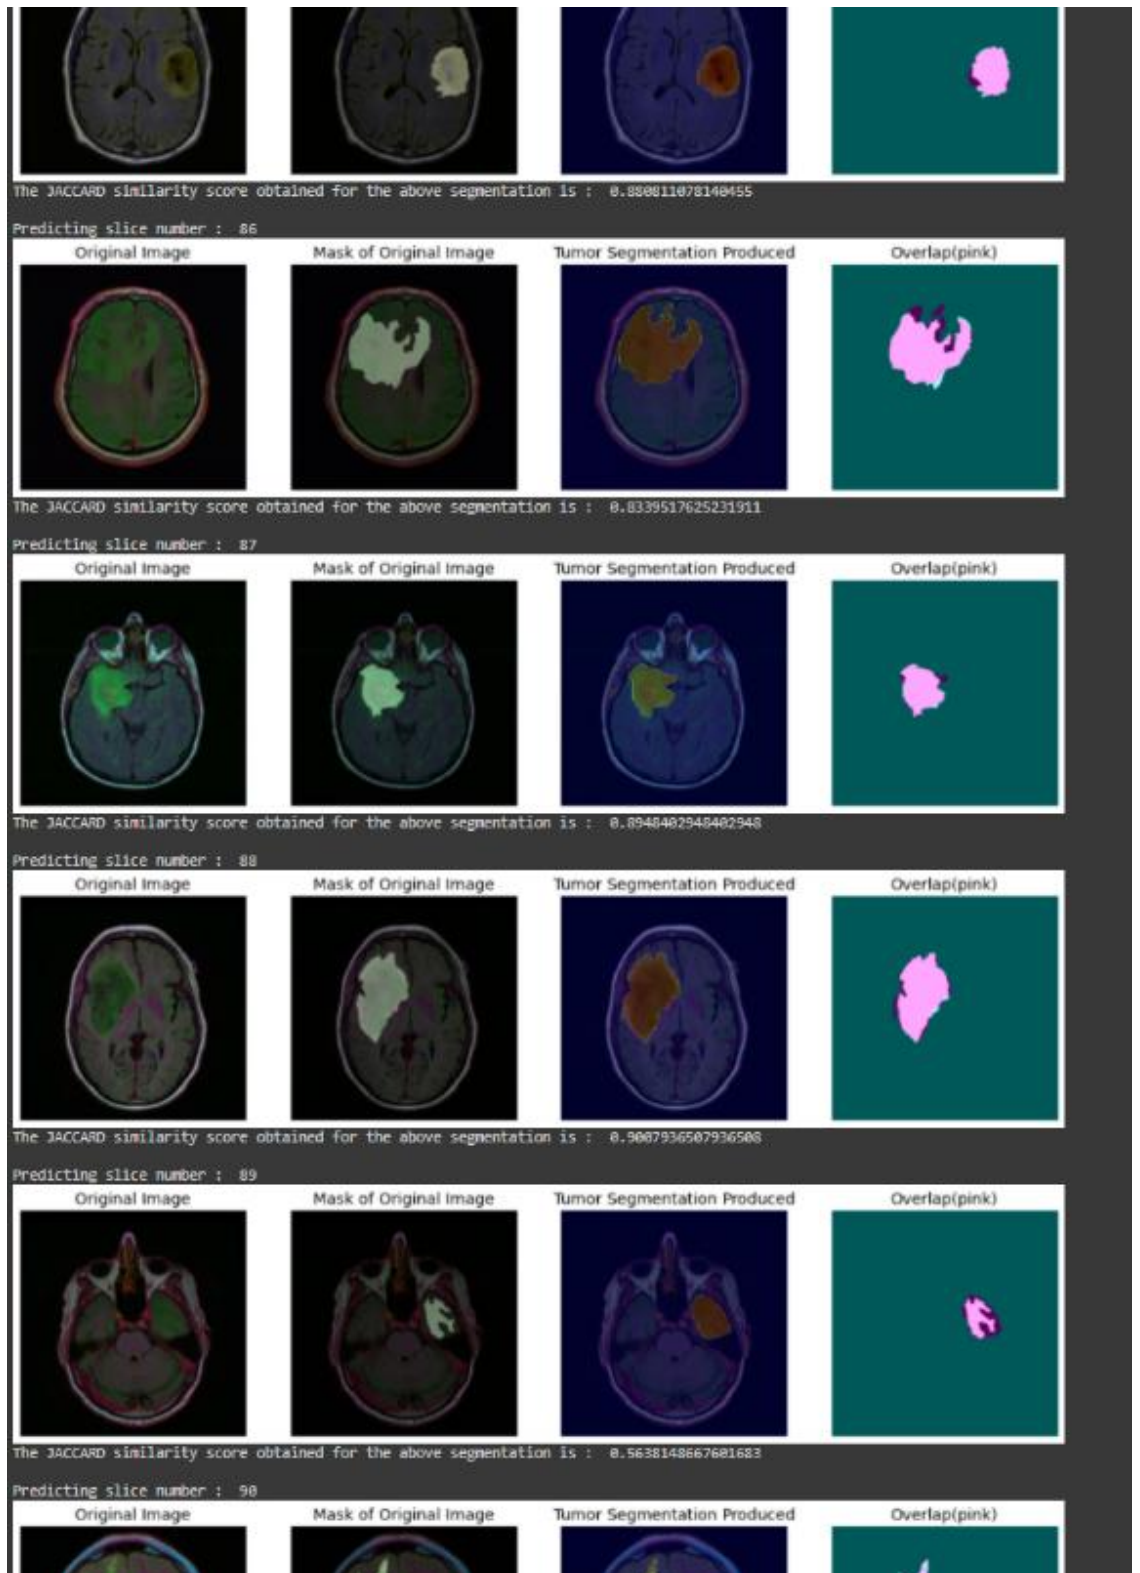 The JACCARD similarity score obtained for the above segmentation is :  0.880811078140455
Predicting slice number :  86
Original Image Mask of Original Image Tumor Segmentation Produced Overlap(pink)
The JACCARD similarity score obtained for the above segmentation is :  0.8339517625231911
Predicting slice number :  87
Original Image Mask of Original Image Tumor Segmentation Produced Overlap(pink)
The JACCARD similarity score obtained for the above segmentation is :  0.8948402948402948
Predicting slice number :  88
Original Image Mask of Original Image Tumor Segmentation Produced Overlap(pink)
The JACCARD similarity score obtained for the above segmentation is :  0.9007936507936508
Predicting slice number :  89
Original Image Mask of Original Image Tumor Segmentation Produced Overlap(pink)
The JACCARD similarity score obtained for the above segmentation is :  0.5638148667601683
Predicting slice number :  90
Original Image Mask of Original Image Tumor Segmentation Produced Overlap(pink)